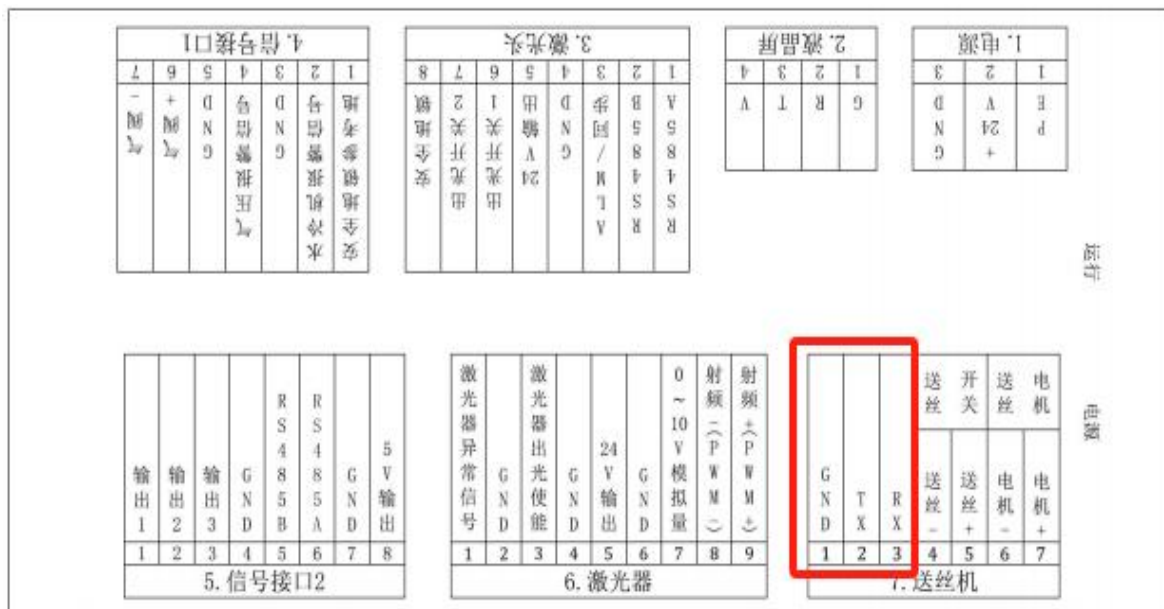 4. 信号接口1
7 气阀-
6 气阀+
5 GND
4 气压报警信号
3 GND
2 水冷机报警信号
1 安全地锁参考地
3. 激光头
8 安全地锁
7 出光开关2
6 出光开关1
5 24V输出
4 GND
3 ALM/同步
2 RS485B
1 RS485A
2. 液晶屏
4 V
3 T
2 R
1 G
1. 电源
3 GND
2 +24V
1 PE
运行
输出1 1
输出2 2
输出3 3
GND 4
RS485B 5
RS485A 6
GND 7
5V输出 8
5. 信号接口2
激光器异常信号 1
GND 2
激光器出光使能 3
GND 4
24V输出 5
GND 6
0~10V模拟量 7
射频-(PWM-) 8
射频+(PWM+) 9
6. 激光器
GND 1
TX 2
RX 3
送丝开关
送丝- 4
送丝+ 5
送丝电机
电机- 6
电机+ 7
7. 送丝机
电源